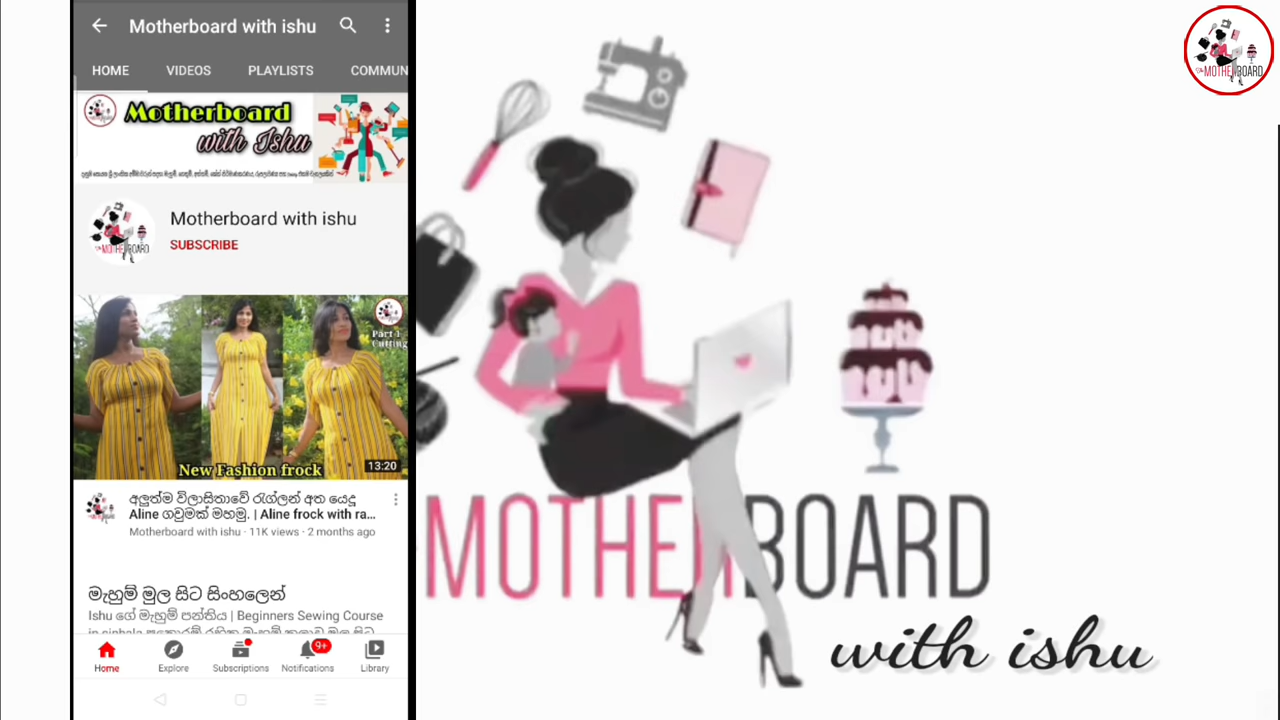 Motherboard with ishu
HOME VIDEOS PLAYLISTS COMMUN
Motherboard
with Ishu
Motherboard with ishu
SUBSCRIBE
Part 1
Cutting
New Fashion frock
13:20
අලුත්ම විලාසිතාවේ රැග්ලන් අත යෙදූ
Aline ගවුමක් මහමු. | Aline frock with ra...
Motherboard with ishu · 11K views · 2 months ago
මැහුම් මුල සිට සිංහලෙන්
Ishu ගේ මැහුම් පන්තිය | Beginners Sewing Course
in sinhala
9+
Home Explore Subscriptions Notifications Library
MOTHERBOARD
with ishu
MOTHERBOARD